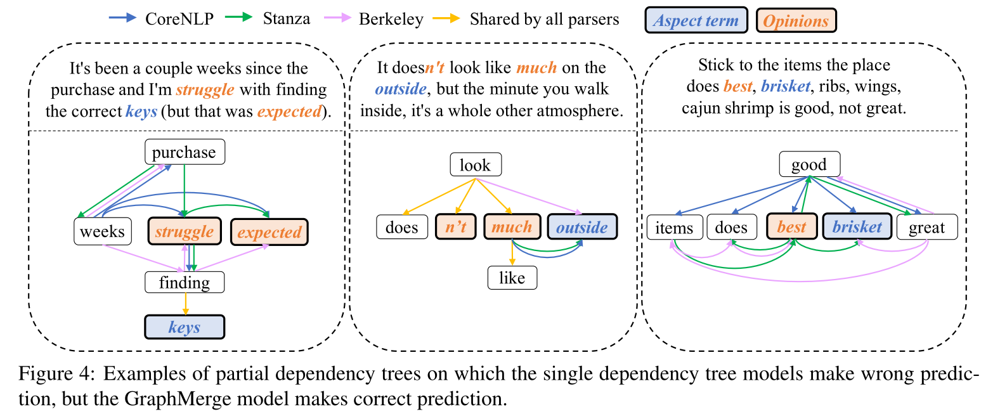 CoreNLP Stanza Berkeley Shared by all parsers Aspect term Opinions
It's been a couple weeks since the
purchase and I'm struggle with finding
the correct keys (but that was expected).
purchase
weeks struggle expected
finding
keys
It doesn't look like much on the
outside, but the minute you walk
inside, it's a whole other atmosphere.
look
does n't much outside
like
Stick to the items the place
does best, brisket, ribs, wings,
cajun shrimp is good, not great.
good
items does best brisket great
Figure 4: Examples of partial dependency trees on which the single dependency tree models make wrong predic-
tion, but the GraphMerge model makes correct prediction.